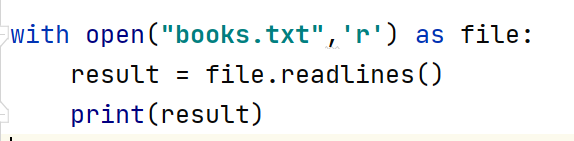 with open("books.txt",'r') as file:
    result = file.readlines()
    print(result)